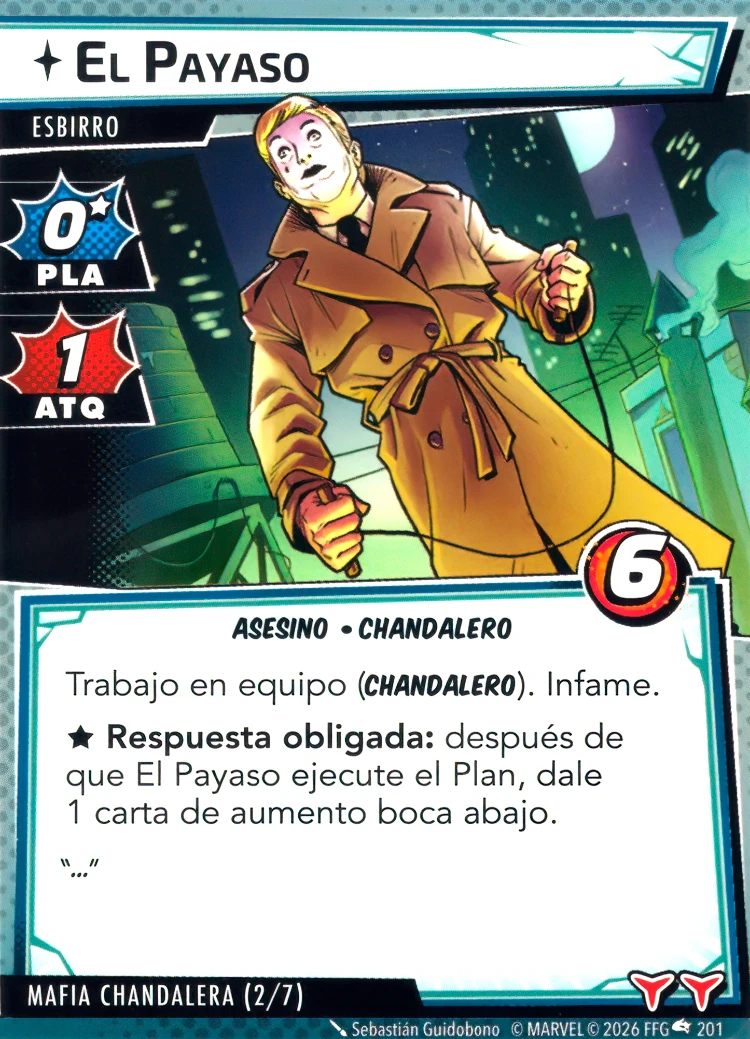 El Payaso
ESBIRRO
0
PLA
1
ATQ
6
ASESINO • CHANDALERO
Trabajo en equipo (CHANDALERO). Infame.
★ Respuesta obligada: después de
que El Payaso ejecute el Plan, dale
1 carta de aumento boca abajo.
“...”
MAFIA CHANDALERA (2/7)
Sebastián Guidobono © MARVEL © 2026 FFG 201